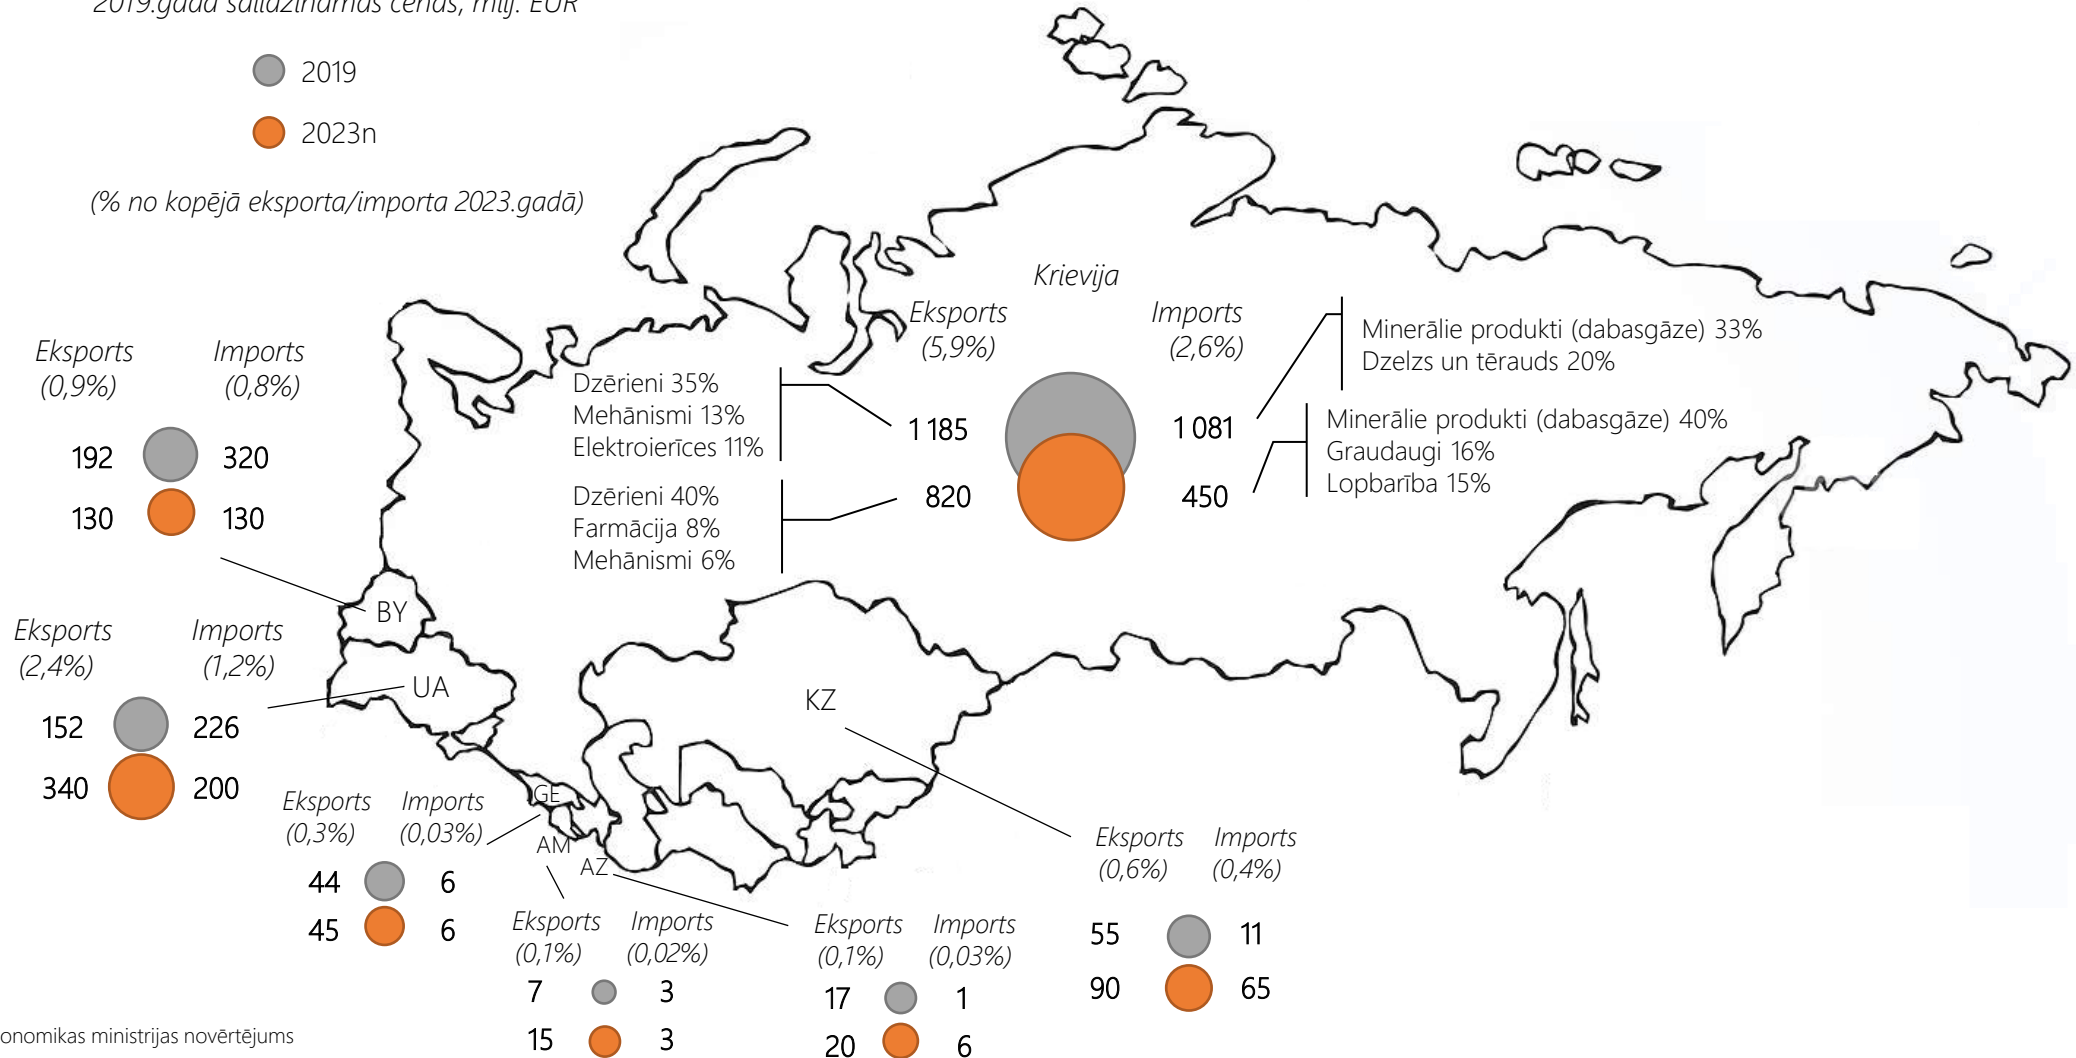 2019.gada salīdzināmās cenās, milj. EUR
2019
2023n
(% no kopējā eksporta/importa 2023.gadā)
Krievija
Eksports Imports
(5,9%) (2,6%)
1 185 1 081
820 450
Dzērieni 35%
Mehānismi 13%
Elektroierīces 11%
Dzērieni 40%
Farmācija 8%
Mehānismi 6%
Minerālie produkti (dabasgāze) 33%
Dzelzs un tērauds 20%
Minerālie produkti (dabasgāze) 40%
Graudaugi 16%
Lopbarība 15%
Eksports Imports
(0,9%) (0,8%)
192 320
130 130
BY
Eksports Imports
(2,4%) (1,2%)
152 226
340 200
UA
KZ
GE
AM
AZ
Eksports Imports
(0,3%) (0,03%)
44 6
45 6
Eksports Imports
(0,1%) (0,02%)
7 3
15 3
Eksports Imports
(0,1%) (0,03%)
17 1
20 6
Eksports Imports
(0,6%) (0,4%)
55 11
90 65
onomikas ministrijas novērtējums